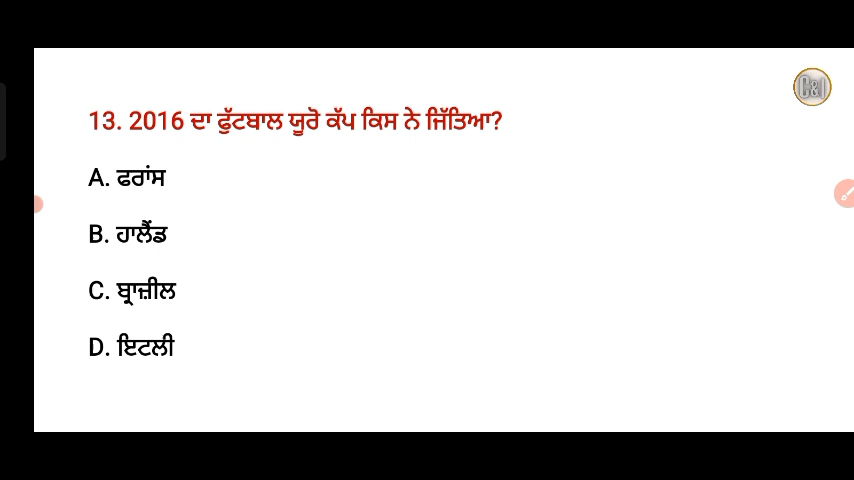 C&I
13. 2016 ਦਾ ਫੁੱਟਬਾਲ ਯੂਰੋ ਕੱਪ ਕਿਸ ਨੇ ਜਿੱਤਿਆ?
A. ਫਰਾਂਸ
B. ਹਾਲੈਂਡ
C. ਬ੍ਰਾਜ਼ੀਲ
D. ਇਟਲੀ